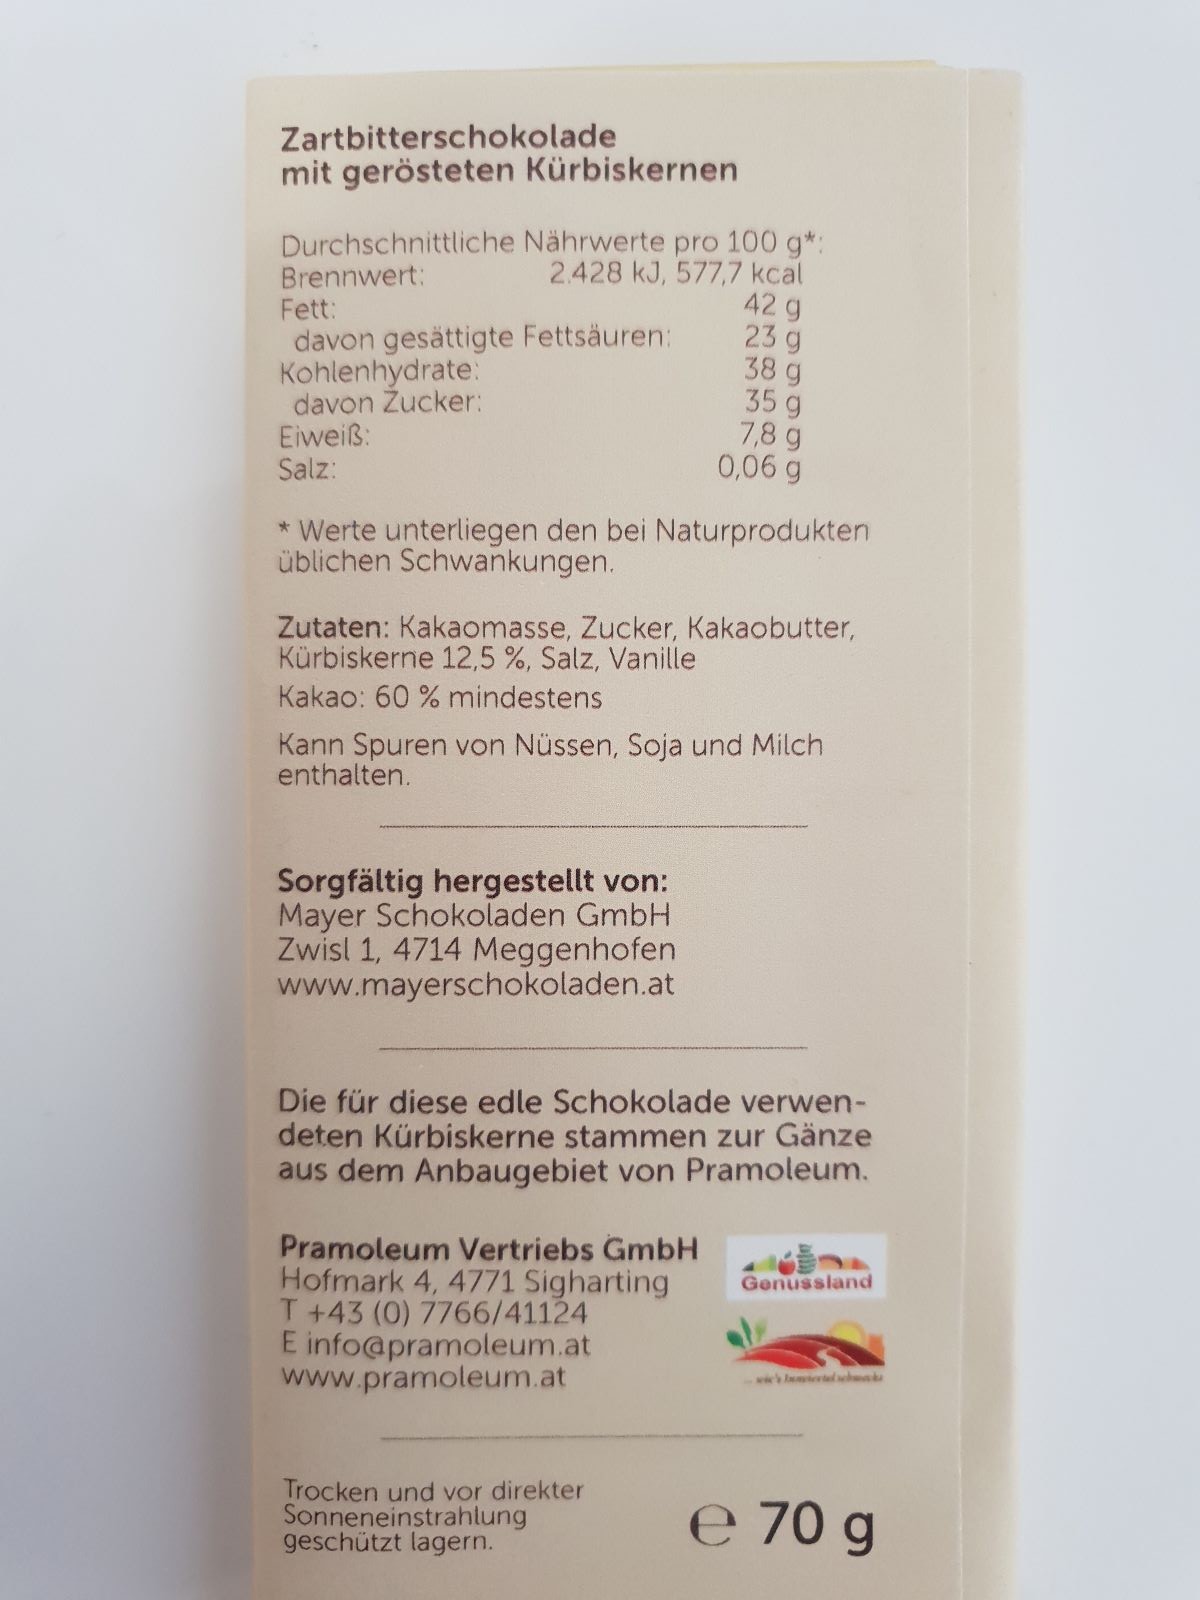 Zartbitterschokolade
mit gerösteten Kürbiskernen
Durchschnittliche Nährwerte pro 100 g*:
Brennwert: 2.428 kJ, 577,7 kcal
Fett: 42 g
davon gesättigte Fettsäuren: 23 g
Kohlenhydrate: 38 g
davon Zucker: 35 g
Eiweiß: 7,8 g
Salz: 0,06 g
* Werte unterliegen den bei Naturprodukten
üblichen Schwankungen.
Zutaten: Kakaomasse, Zucker, Kakaobutter,
Kürbiskerne 12,5 %, Salz, Vanille
Kakao: 60 % mindestens
Kann Spuren von Nüssen, Soja und Milch
enthalten.
Sorgfältig hergestellt von:
Mayer Schokoladen GmbH
Zwisl 1, 4714 Meggenhofen
www.mayerschokoladen.at
Die für diese edle Schokolade verwen-
deten Kürbiskerne stammen zur Gänze
aus dem Anbaugebiet von Pramoleum.
Pramoleum Vertriebs GmbH
Hofmark 4, 4771 Sigharting
T +43 (0) 7766/41124
E info@pramoleum.at
www.pramoleum.at
Genussland
... wie's Innviertel schmeckt
Trocken und vor direkter
Sonneneinstrahlung
geschützt lagern.
℮ 70 g